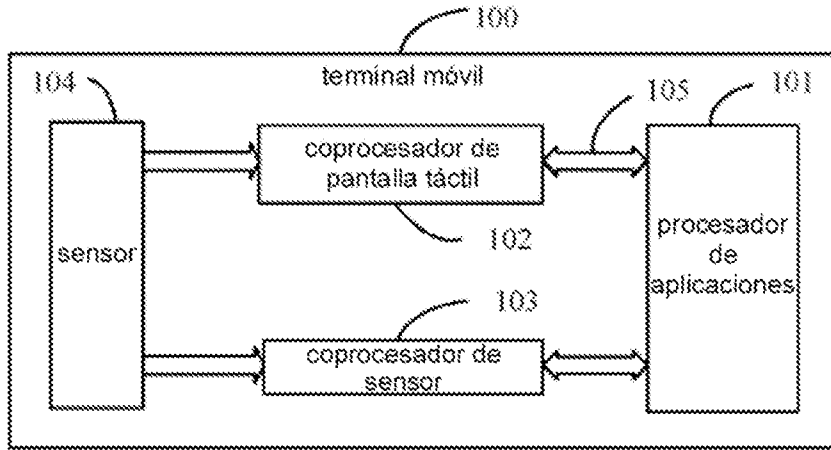 100
terminal móvil
104
105
101
coprocesador de
pantalla táctil
102
sensor
procesador
de
aplicaciones
103
coprocesador de
sensor